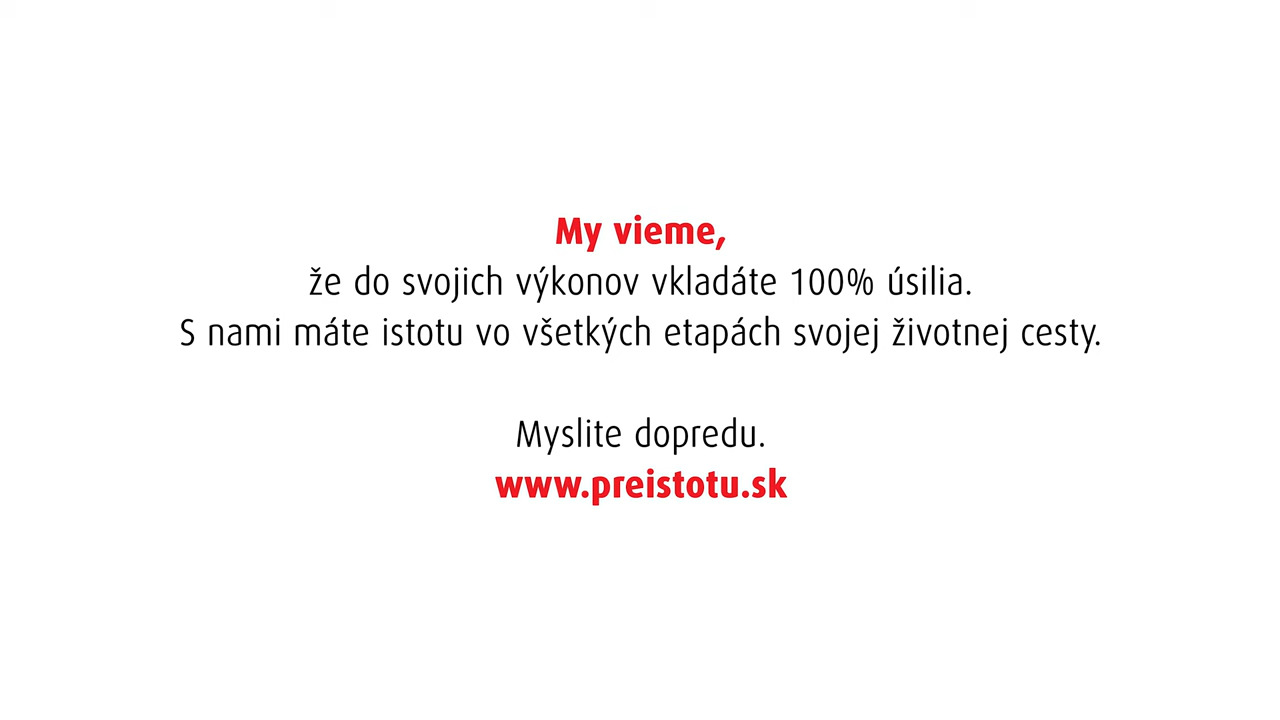 My vieme,
že do svojich výkonov vkladáte 100% úsilia.
S nami máte istotu vo všetkých etapách svojej životnej cesty.
Myslite dopredu.
www.preistotu.sk